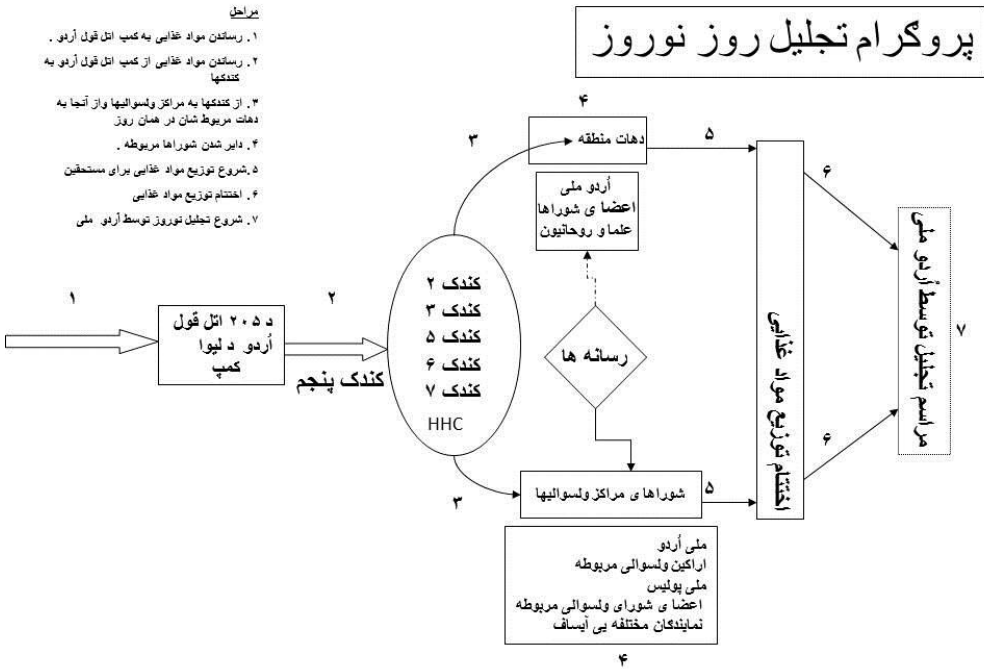 پروگرام تجلیل روز نوروز
مراحل
۱. رساندن مواد غذایی به کمپ اتل قول اُردو .
۲. رساندن مواد غذایی از کمپ اتل قول اُردو به
کندکها
۳. از کندکها به مراکز ولسوالیها واز آنجا به
دهات مربوط شان در همان روز
۴. دایر شدن شوراها مربوطه .
۵.شروع توزیع مواد غذایی برای مستحقین
۶. اختتام توزیع مواد غذایی
۷. شروع تجلیل نوروز توسط اُردو ملی
۱
د ۲۰۵ اتل قول
اُردو د لیوا
کمپ
۲
کندک پنجم
کندک ۲
کندک ۳
کندک ۵
کندک ۶
کندک ۷
HHC
۳
۳
۴
دهات منطقه
اُردو ملی
اعضا ی شوراها
علما و روحانیون
رسانه ها
شوراها ی مراکز ولسوالیها
ملی اُردو
اراکین ولسوالی مربوطه
ملی پولیس
اعضا ی شورای ولسوالی مربوطه
نمایندگان مختلفه یی آیساف
۴
۵
۵
اختتام توزیع مواد غذایی
۶
۶
مراسم تجلیل توسط اُردو ملی
۷